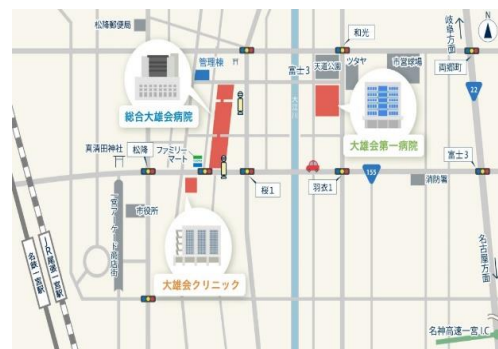 松降郵便局
和光
岐阜方面
管理棟
富士3
天道公園
ツタヤ
市営球場
両郷町
22
総合大雄会病院
大雄会第一病院
真清田神社
松降
ファミリー
マート
桜1
羽衣1
155
消防署
富士3
市役所
一宮アーケード商店街
大雄会クリニック
名鉄一宮駅
JR尾張一宮駅
名古屋方面
名神高速一宮I.C